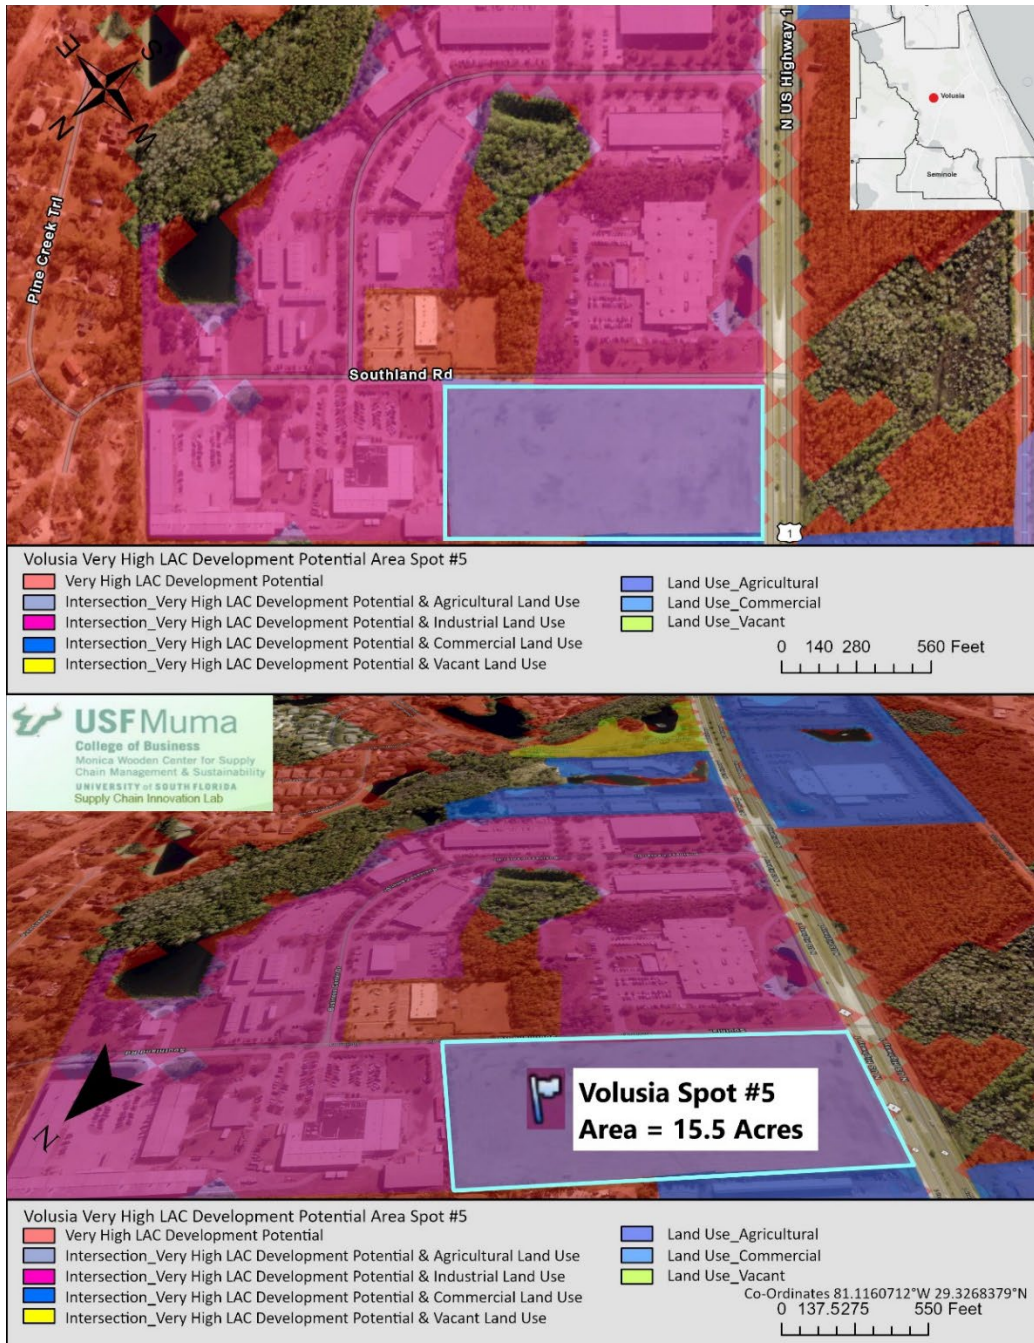 E
S
N
W
N US Highway 1
Volusia
Seminole
Pine Creek Trl
Southland Rd
1
Volusia Very High LAC Development Potential Area Spot #5
Very High LAC Development Potential
Intersection_Very High LAC Development Potential & Agricultural Land Use
Intersection_Very High LAC Development Potential & Industrial Land Use
Intersection_Very High LAC Development Potential & Commercial Land Use
Intersection_Very High LAC Development Potential & Vacant Land Use
Land Use_Agricultural
Land Use_Commercial
Land Use_Vacant
0 140 280 560 Feet
USF Muma
College of Business
Monica Wooden Center for Supply
Chain Management & Sustainability
UNIVERSITY of SOUTH FLORIDA
Supply Chain Innovation Lab
N
Volusia Spot #5
Area = 15.5 Acres
Volusia Very High LAC Development Potential Area Spot #5
Very High LAC Development Potential
Intersection_Very High LAC Development Potential & Agricultural Land Use
Intersection_Very High LAC Development Potential & Industrial Land Use
Intersection_Very High LAC Development Potential & Commercial Land Use
Intersection_Very High LAC Development Potential & Vacant Land Use
Land Use_Agricultural
Land Use_Commercial
Land Use_Vacant
Co-Ordinates 81.1160712°W 29.3268379°N
0 137.5275 550 Feet